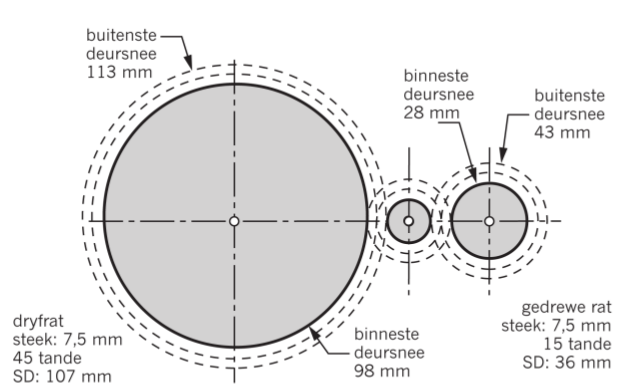 buitenste
deursnee
113 mm
binneste
deursnee
28 mm
buitenste
deursnee
43 mm
dryfrat
steek: 7,5 mm
45 tande
SD: 107 mm
binneste
deursnee
98 mm
gedrewe rat
steek: 7,5 mm
15 tande
SD: 36 mm